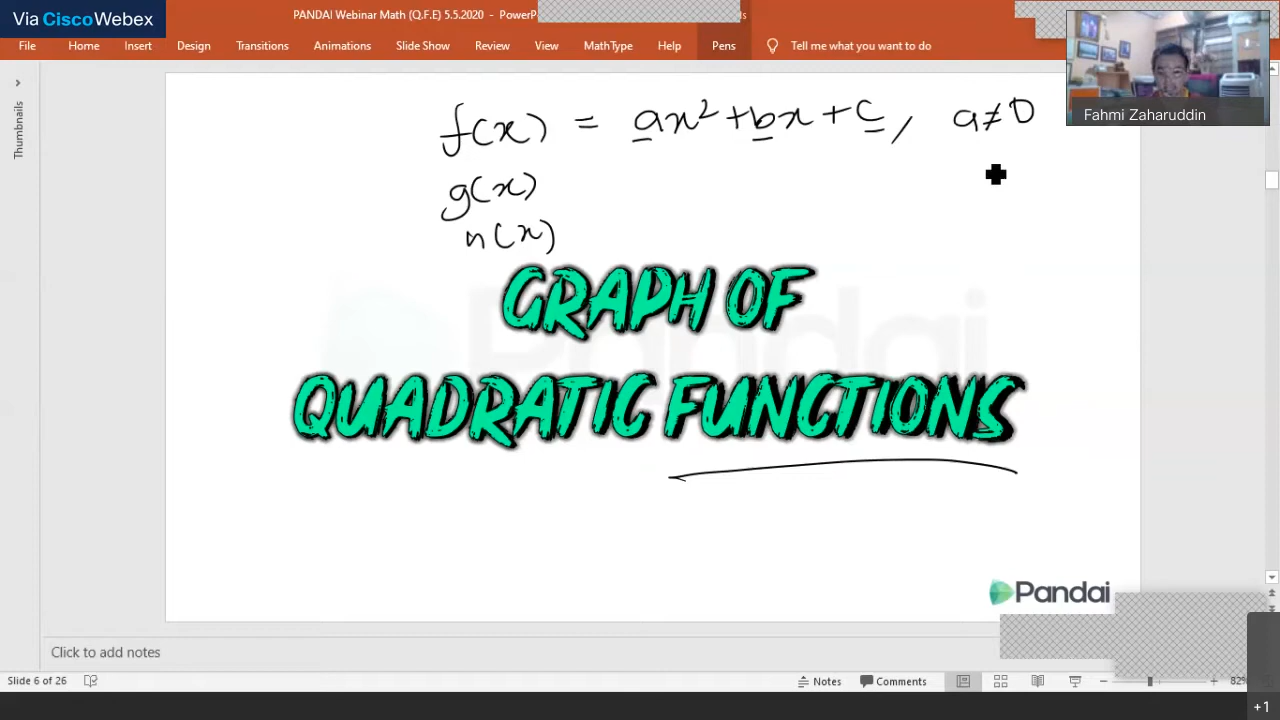 Via Cisco Webex
PANDAI Webinar Math (Q.F.E) 5.5.2020 - PowerP
File Home Insert Design Transitions Animations Slide Show Review View MathType Help Pens Tell me what you want to do
Fahmi Zaharuddin
Thumbnails
f(x) = ax²+bx+c, a≠0
g(x)
n(x)
GRAPH OF
QUADRATIC FUNCTIONS
Pandai
Pandai
Click to add notes
Slide 6 of 26
Notes Comments
82%
+1